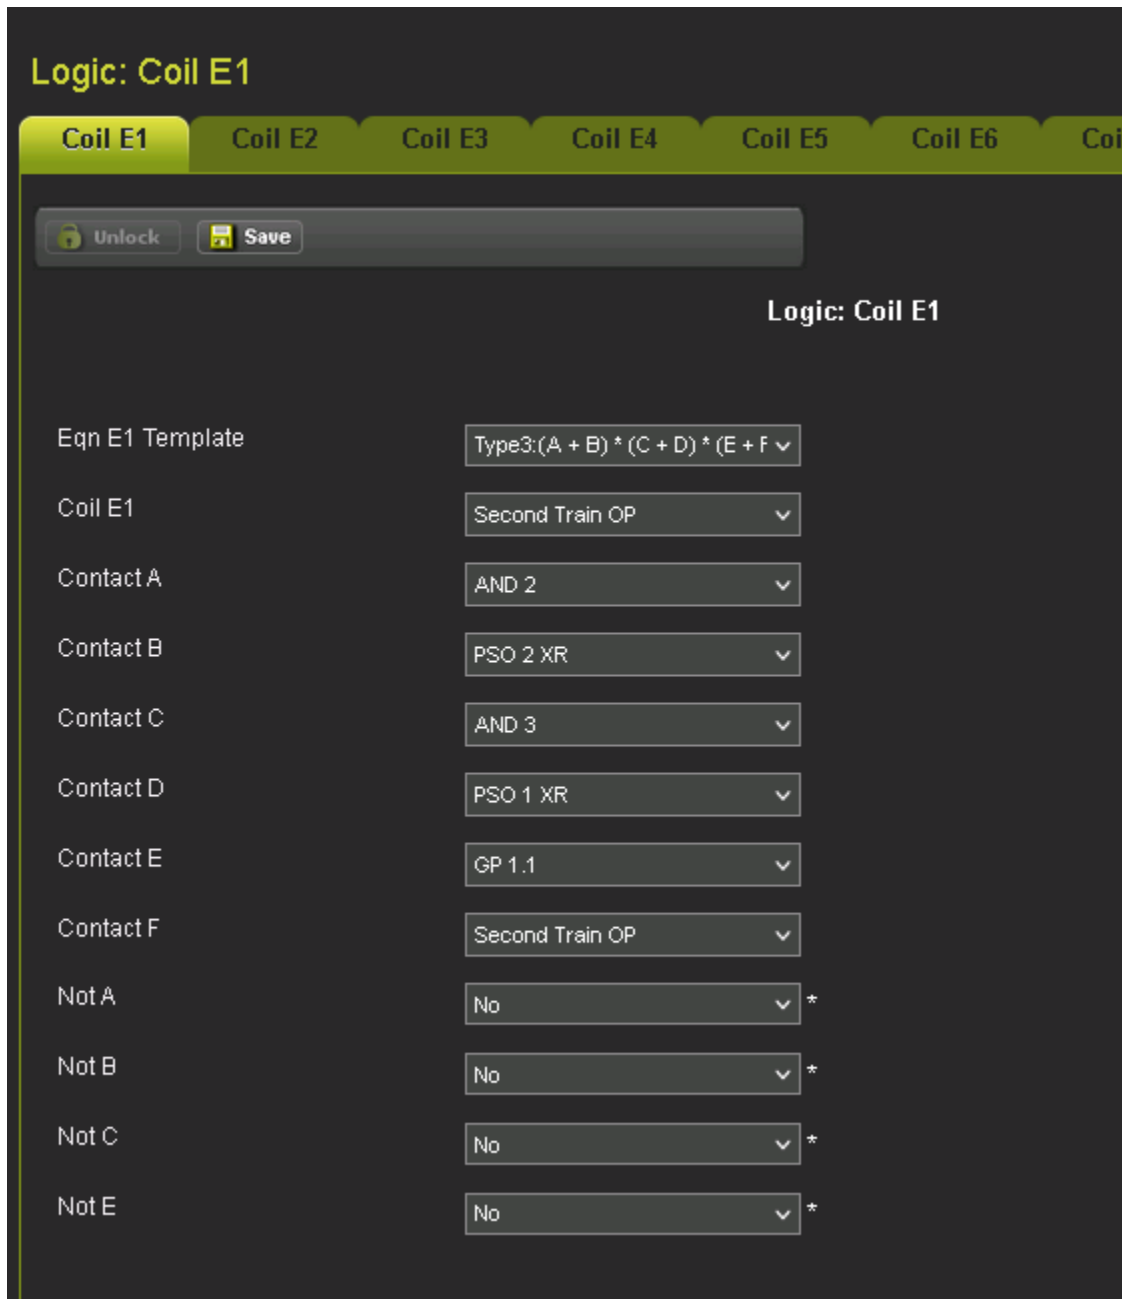 Logic: Coil E1
Coil E1 Coil E2 Coil E3 Coil E4 Coil E5 Coil E6 Coi
Unlock Save
Logic: Coil E1
Eqn E1 Template Type3:(A + B) * (C + D) * (E + F
Coil E1 Second Train OP
Contact A AND 2
Contact B PSO 2 XR
Contact C AND 3
Contact D PSO 1 XR
Contact E GP 1.1
Contact F Second Train OP
Not A No *
Not B No *
Not C No *
Not E No *